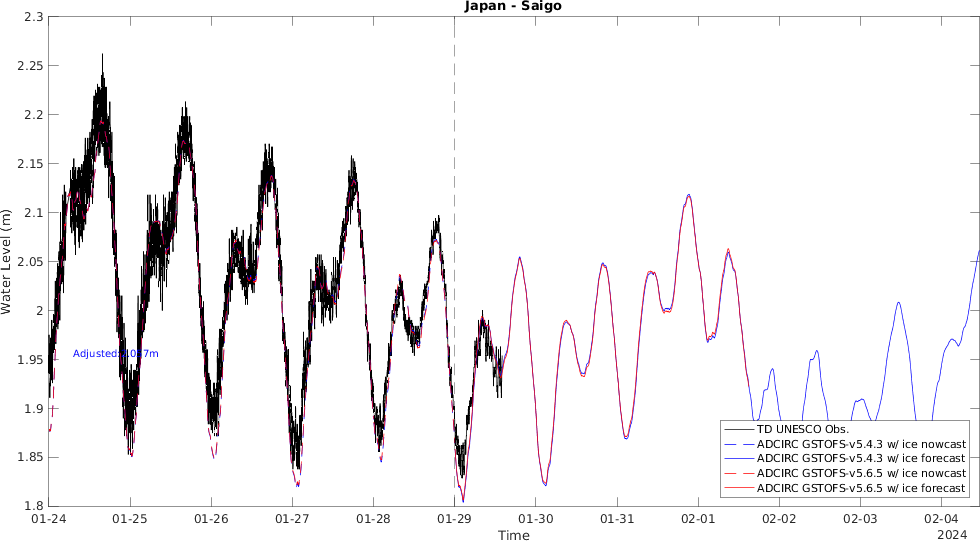 Japan - Saigo
2.3
2.25
2.2
2.15
2.1
2.05
2
1.95
1.9
1.85
1.8
Water Level (m)
Adjusted:
TD UNESCO Obs.
ADCIRC GSTOFS-v5.4.3 w/ ice nowcast
ADCIRC GSTOFS-v5.4.3 w/ ice forecast
ADCIRC GSTOFS-v5.6.5 w/ ice nowcast
ADCIRC GSTOFS-v5.6.5 w/ ice forecast
01-24 01-25 01-26 01-27 01-28 01-29 01-30 01-31 02-01 02-02 02-03 02-04
Time
2024